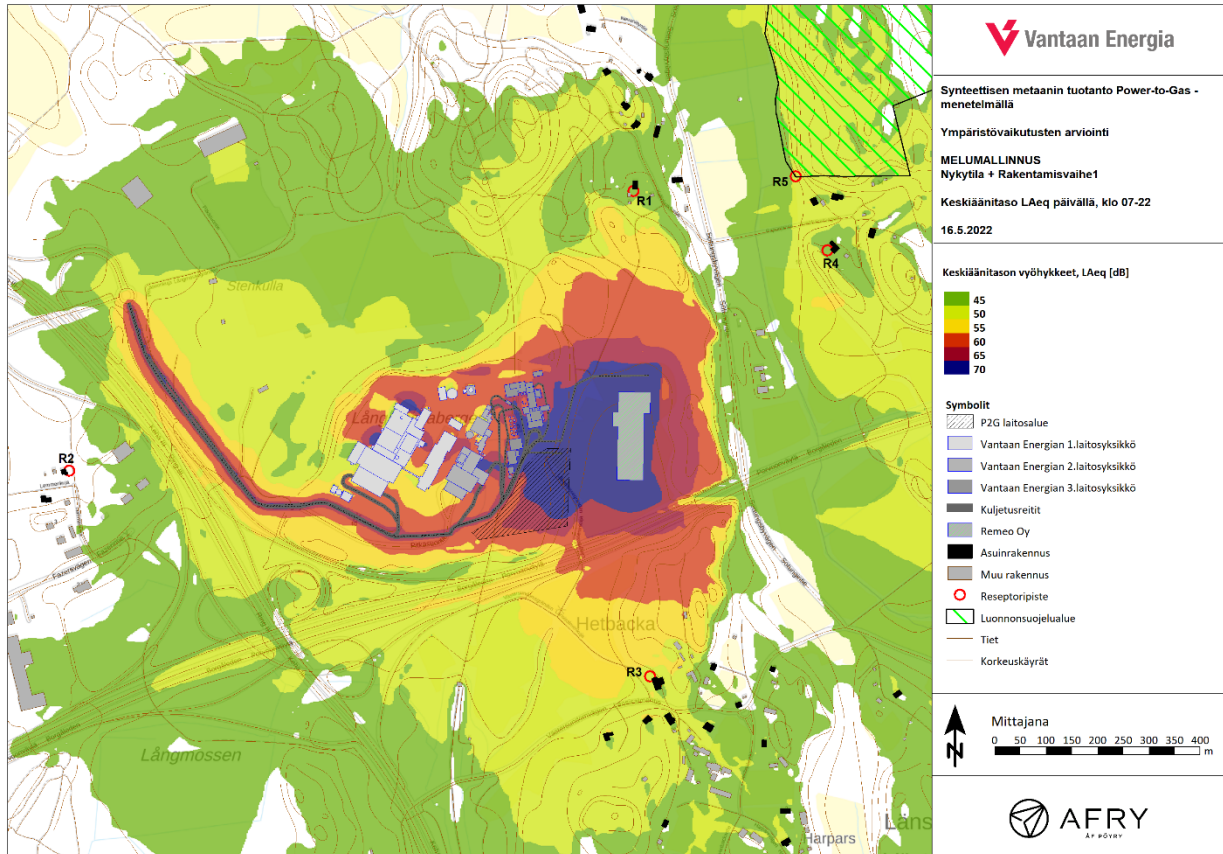 Vantaan Energia
Synteettisen metaanin tuotanto Power-to-Gas -
menetelmällä
Ympäristövaikutusten arviointi
MELUMALLINNUS
Nykytila + Rakentamisvaihe1
Keskiäänitaso LAeq päivällä, klo 07-22
16.5.2022
Keskiäänitason vyöhykkeet, LAeq [dB]
45
50
55
60
65
70
Symbolit
P2G laitosalue
Vantaan Energian 1.laitosyksikkö
Vantaan Energian 2.laitosyksikkö
Vantaan Energian 3.laitosyksikkö
Kuljetusreitit
Remeo Oy
Asuinrakennus
Muu rakennus
Reseptoripiste
Luonnonsuojelualue
Tiet
Korkeuskäyrät
N
Mittajana
0 50 100 150 200 250 300 350 400
m
AFRY
ÅF PÖYRY
R5
R1
R4
Stenkulla
R2
Fazersvägen
Hetbacka
R3
Långmossen
Harpars
Läns